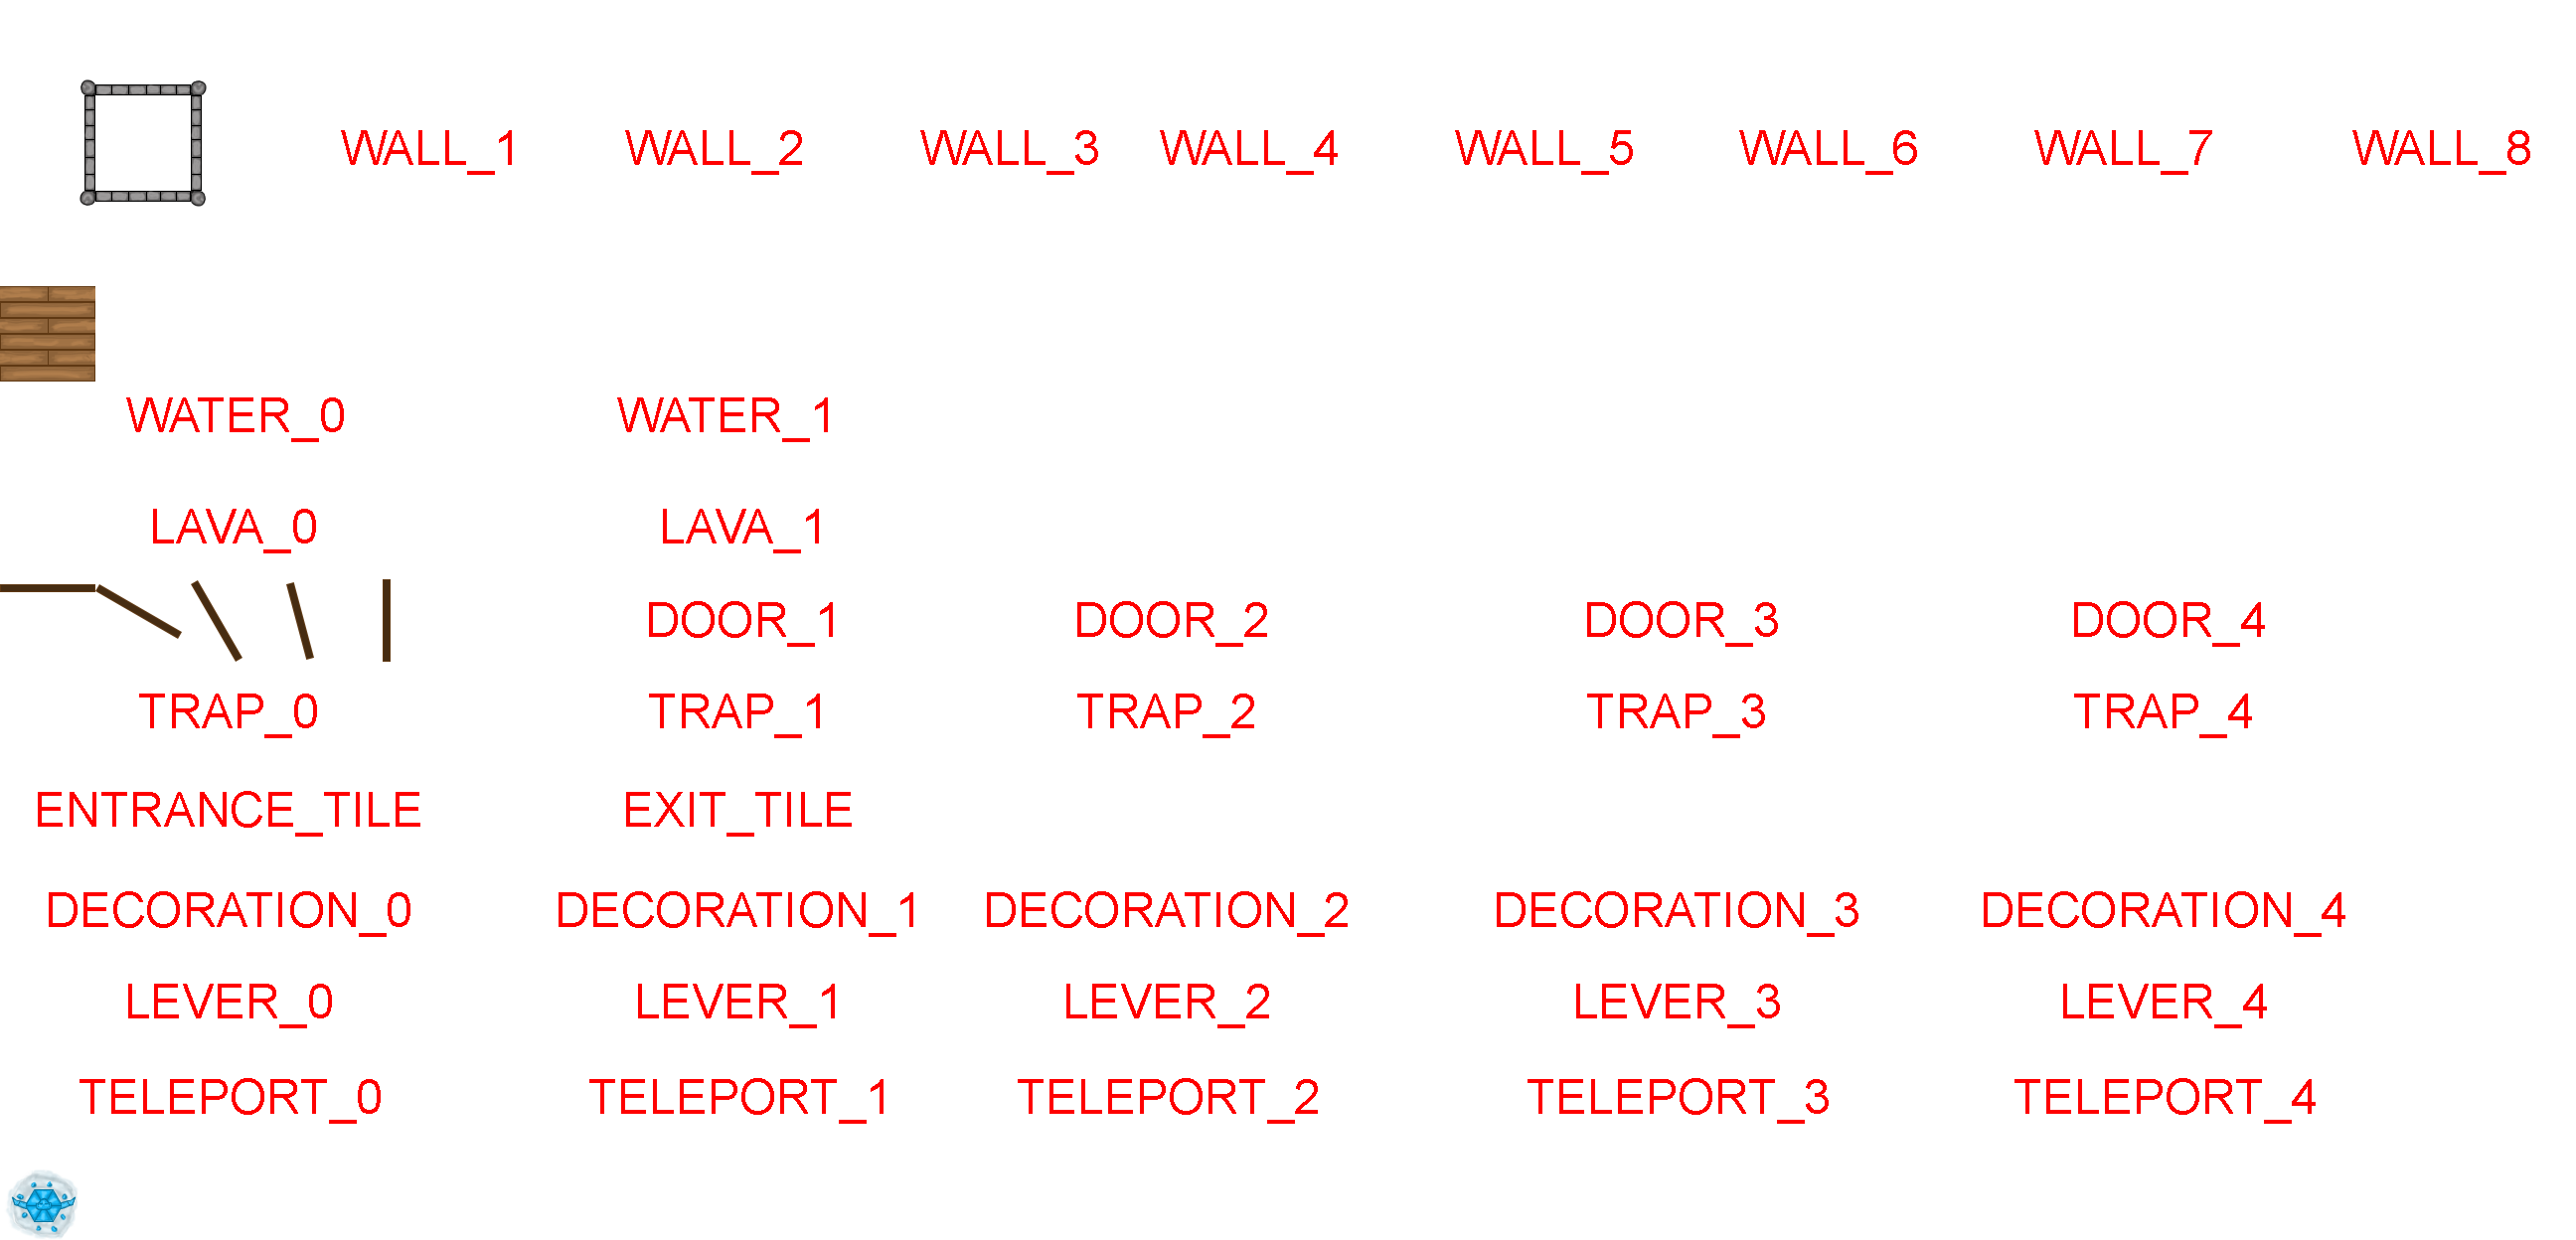 WALL_1 WALL_2 WALL_3 WALL_4 WALL_5 WALL_6 WALL_7 WALL_8
WATER_0 WATER_1
LAVA_0 LAVA_1
DOOR_1 DOOR_2 DOOR_3 DOOR_4
TRAP_0 TRAP_1 TRAP_2 TRAP_3 TRAP_4
ENTRANCE_TILE EXIT_TILE
DECORATION_0 DECORATION_1 DECORATION_2 DECORATION_3 DECORATION_4
LEVER_0 LEVER_1 LEVER_2 LEVER_3 LEVER_4
TELEPORT_0 TELEPORT_1 TELEPORT_2 TELEPORT_3 TELEPORT_4